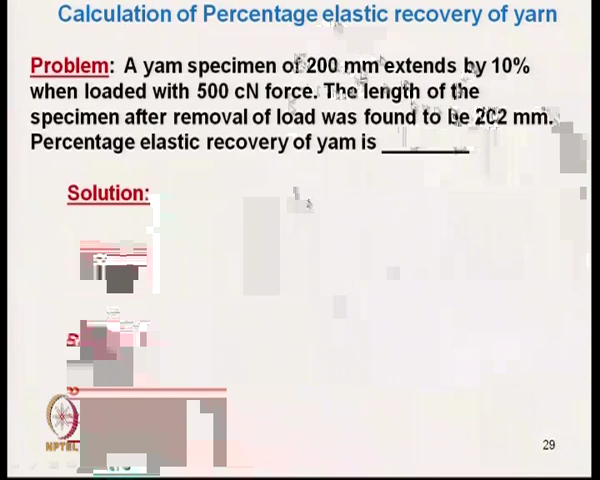 Calculation of Percentage elastic recovery of yarn
Problem: A yarn specimen of 200 mm extends by 10%
when loaded with 500 cN force. The length of the
specimen after removal of load was found to be 202 mm.
Percentage elastic recovery of yarn is ________
Solution:
NPTEL
29